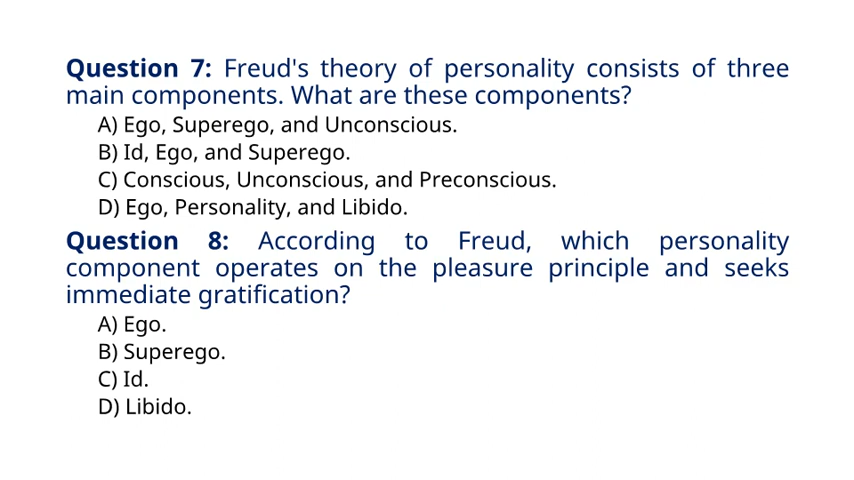 Question 7: Freud's theory of personality consists of three
main components. What are these components?
A) Ego, Superego, and Unconscious.
B) Id, Ego, and Superego.
C) Conscious, Unconscious, and Preconscious.
D) Ego, Personality, and Libido.
Question 8: According to Freud, which personality
component operates on the pleasure principle and seeks
immediate gratification?
A) Ego.
B) Superego.
C) Id.
D) Libido.